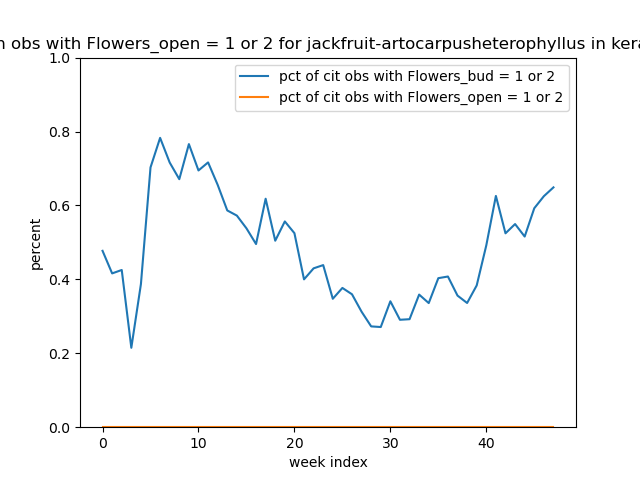 obs with Flowers_open = 1 or 2 for jackfruit-artocarpusheterophyllus in
pct of cit obs with Flowers_bud = 1 or 2
pct of cit obs with Flowers_open = 1 or 2
percent
1.0
0.8
0.6
0.4
0.2
0.0
0 10 20 30 40
week index